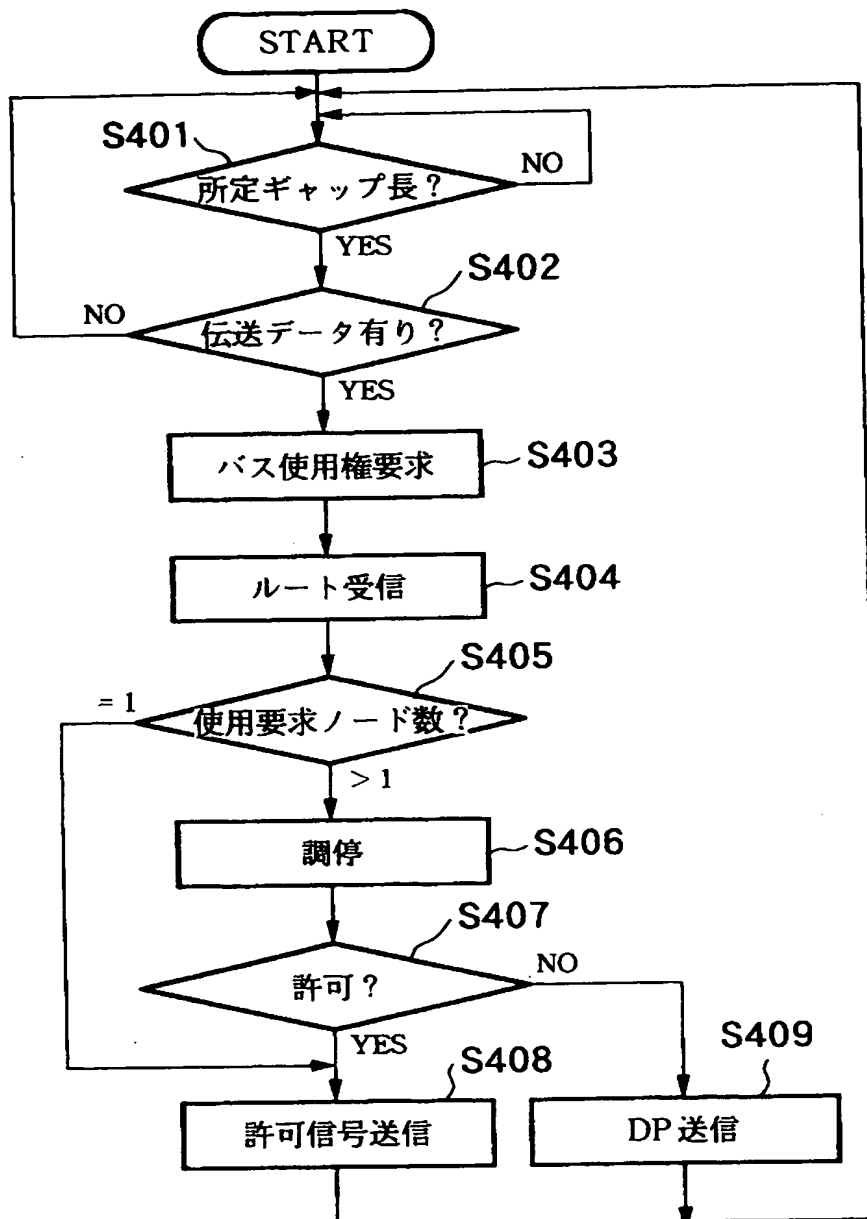 START
S401
所定ギャップ長?
NO
YES
S402
伝送データ有り?
NO
YES
バス使用権要求
S403
ルート受信
S404
S405
使用要求ノード数?
= 1
> 1
調停
S406
S407
許可?
NO
YES
S408
許可信号送信
S409
DP送信